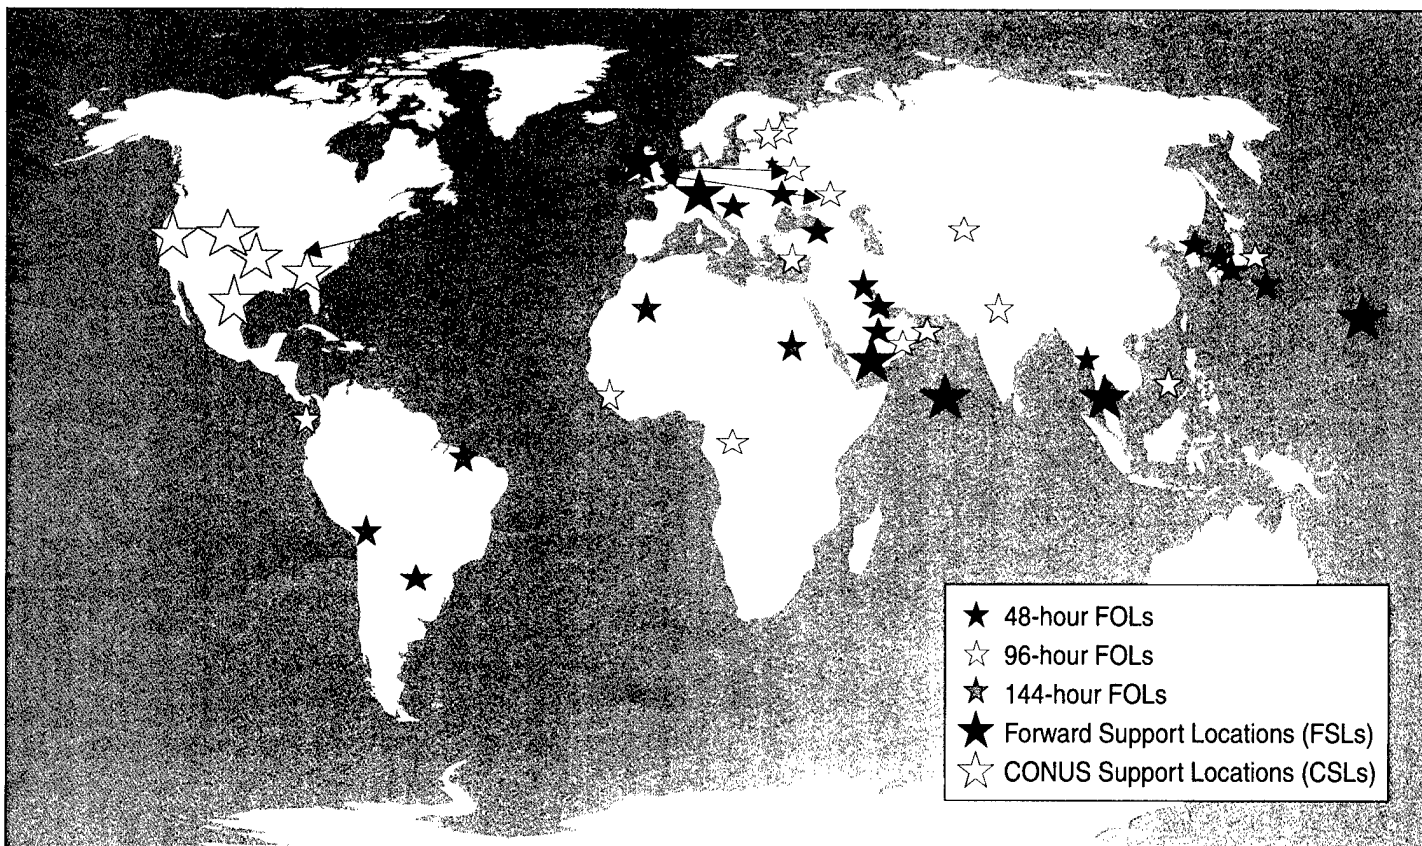 48-hour FOLs
96-hour FOLs
144-hour FOLs
Forward Support Locations (FSLs)
CONUS Support Locations (CSLs)